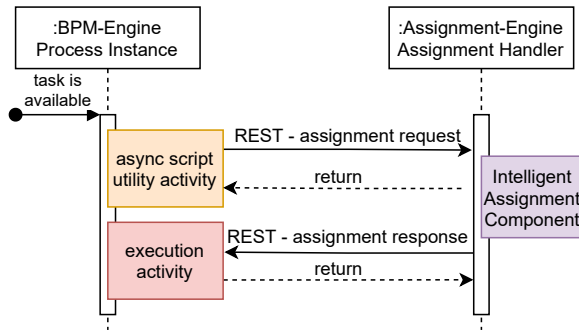 :BPM-Engine
Process Instance
:Assignment-Engine
Assignment Handler
task is
available
REST - assignment request
async script
utility activity
return
Intelligent
Assignment
Component
REST - assignment response
execution
activity
return